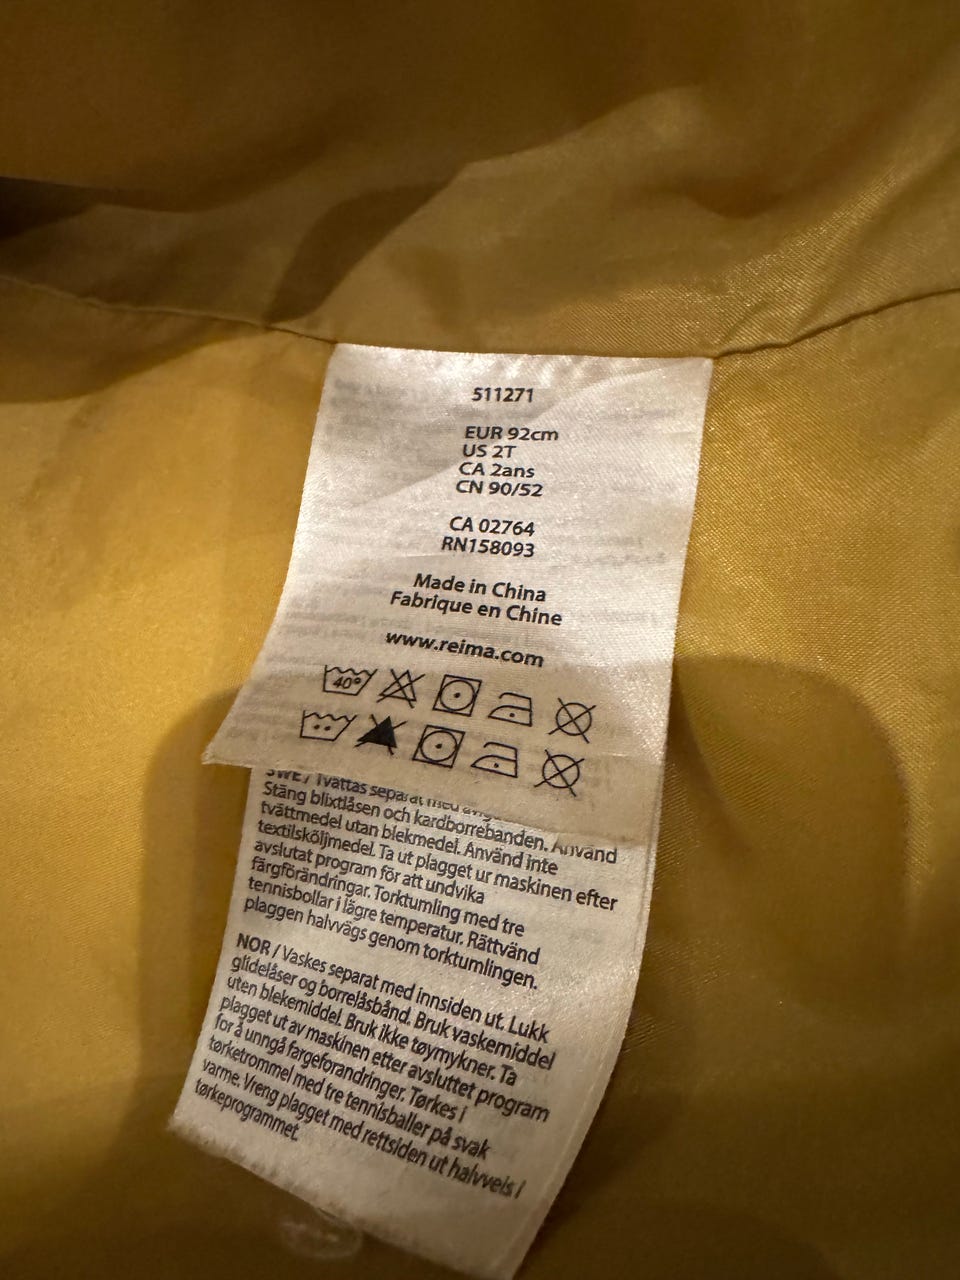 511271
EUR 92cm
US 2T
CA 2ans
CN 90/52
CA 02764
RN158093
Made in China
Fabrique en Chine
www.reima.com
40°
SWE / Tvättas separat med
Stäng blixtlåsen och kardborrebanden. Använd
tvättmedel utan blekmedel. Använd inte
textilsköljmedel. Ta ut plagget ur maskinen efter
avslutat program för att undvika
färgförändringar. Torktumling med tre
tennisbollar i lägre temperatur. Rättvänd
plaggen halvvägs genom torktumlingen.
NOR / Vaskes separat med innsiden ut. Lukk
glidelåser og borrelåsbånd. Bruk vaskemiddel
uten blekemiddel. Bruk ikke tøymykner. Ta
plagget ut av maskinen etter avsluttet program
for å unngå fargeforandringer. Tørkes i
tørketrommel med tre tennisballer på svak
varme. Vreng plagget med rettsiden ut halvveis i
tørkeprogrammet.